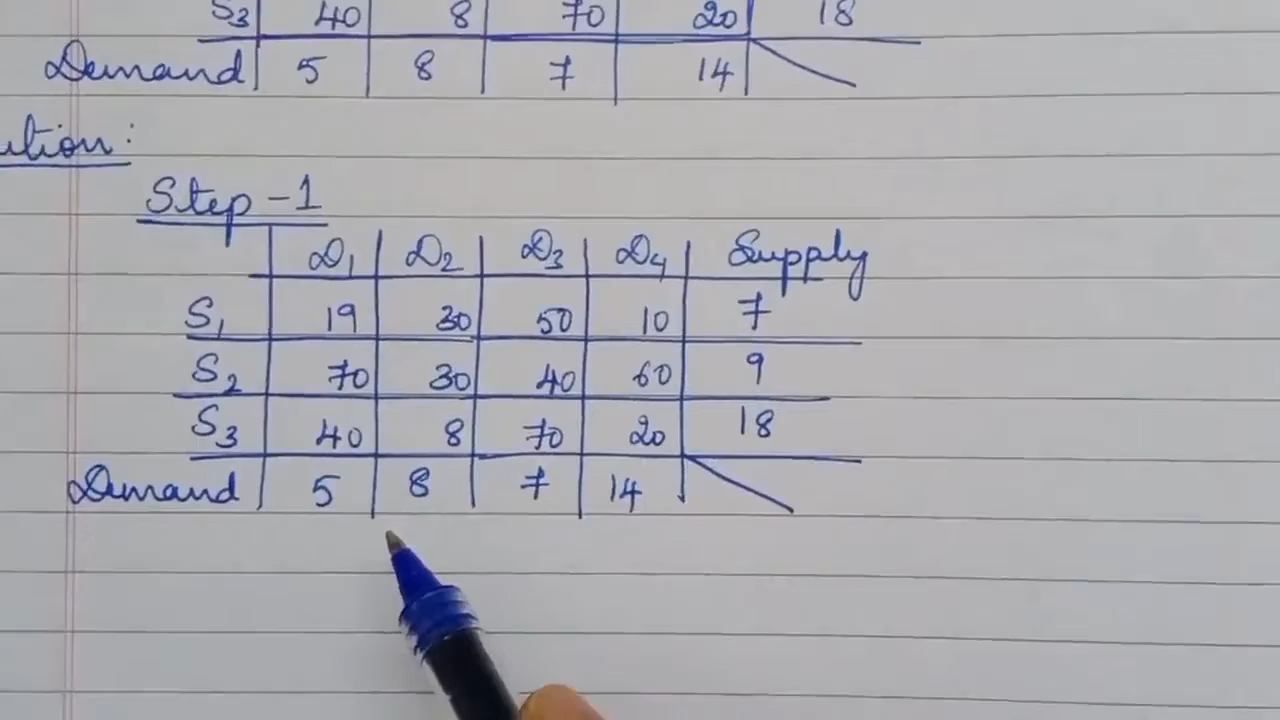 S3 40 8 70 20 18
Demand 5 8 7 14
ution:
Step-1
D1 D2 D3 D4 Supply
S1 19 30 50 10 7
S2 70 30 40 60 9
S3 40 8 70 20 18
Demand 5 8 7 14